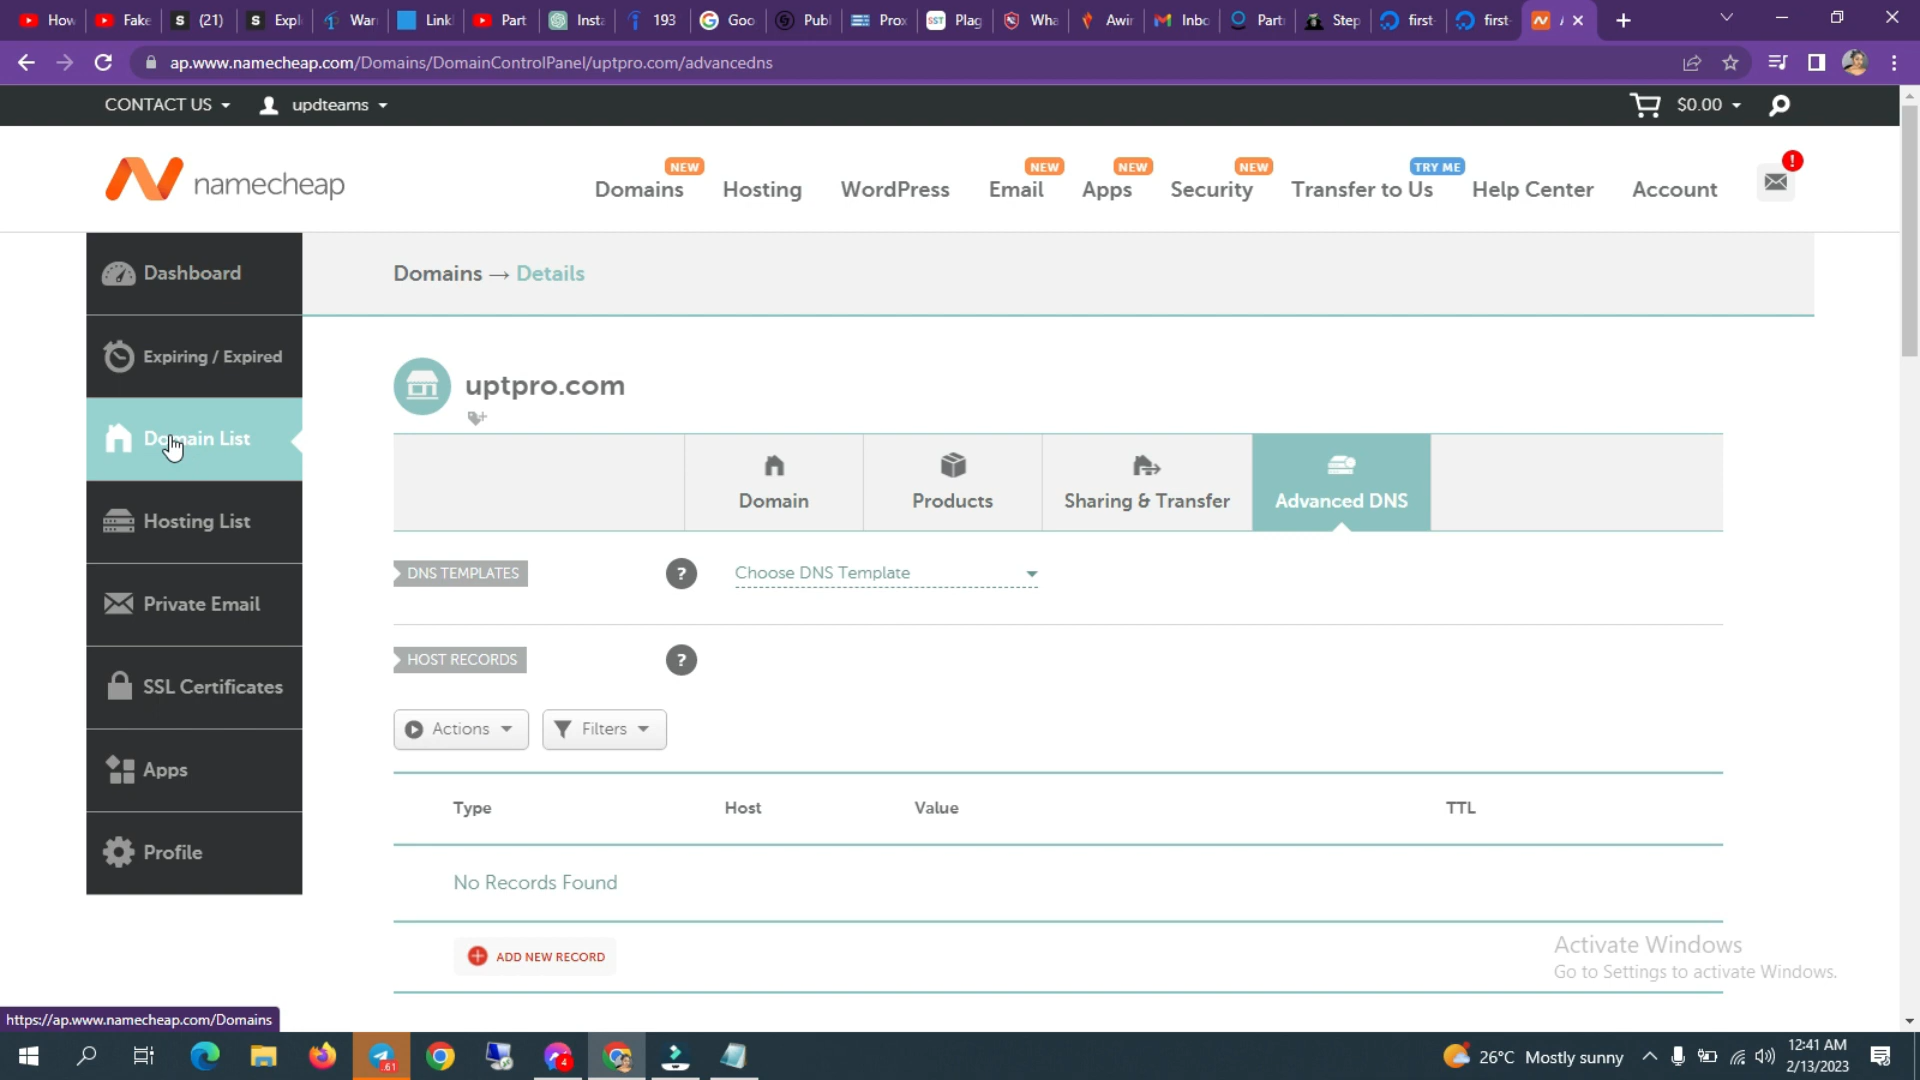 How
Fake
(21)
Expl
War
Link
Part
Inst
193
Goo
Publ
Prox
Plag
Wha
Awir
Inbo
Part
Step
first-
first-
ap.www.namecheap.com/Domains/DomainControlPanel/uptpro.com/advancedns
CONTACT US
updteams
$0.00
namecheap
NEW
NEW
NEW
NEW
TRY ME
Domains
Hosting
WordPress
Email
Apps
Security
Transfer to Us
Help Center
Account
Dashboard
Expiring / Expired
Domain List
Hosting List
Private Email
SSL Certificates
Apps
Profile
Domains → Details
uptpro.com
Domain
Products
Sharing & Transfer
Advanced DNS
DNS TEMPLATES
?
Choose DNS Template
HOST RECORDS
?
Actions
Filters
Type
Host
Value
TTL
No Records Found
ADD NEW RECORD
Activate Windows
Go to Settings to activate Windows.
https://ap.www.namecheap.com/Domains
26°C Mostly sunny
12:41 AM
2/13/2023